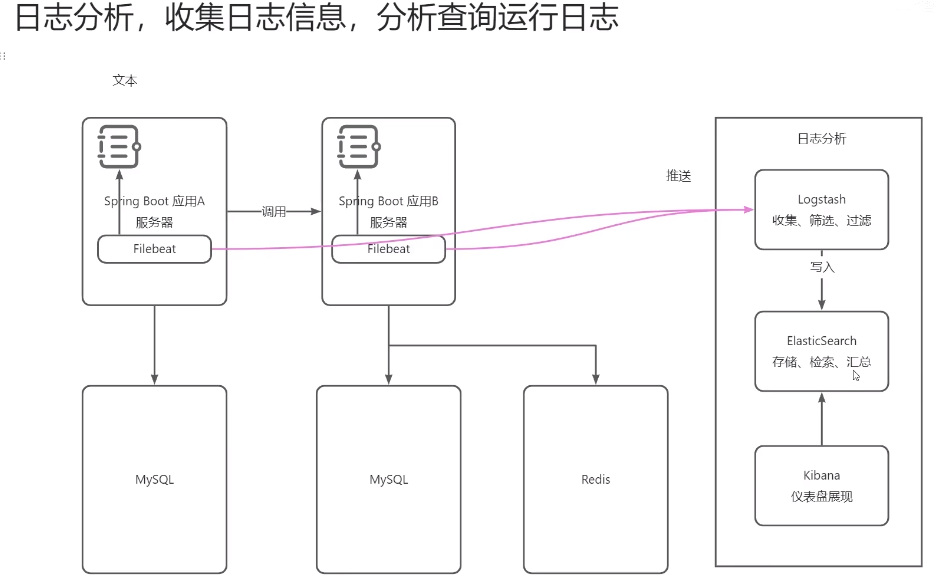 日志分析，收集日志信息，分析查询运行日志
文本
Spring Boot 应用A
服务器
Filebeat
调用
Spring Boot 应用B
服务器
Filebeat
推送
日志分析
Logstash
收集、筛选、过滤
写入
ElasticSearch
存储、检索、汇总
Kibana
仪表盘展现
MySQL
MySQL
Redis